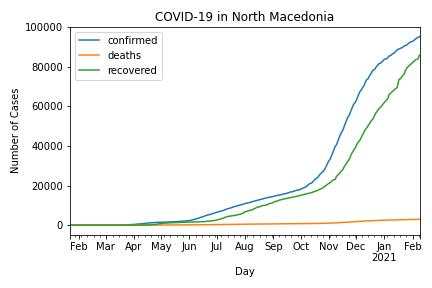 COVID-19 in North Macedonia
100000
80000
60000
40000
20000
0
Number of Cases
confirmed
deaths
recovered
Feb Mar Apr May Jun Jul Aug Sep Oct Nov Dec Jan Feb
2021
Day